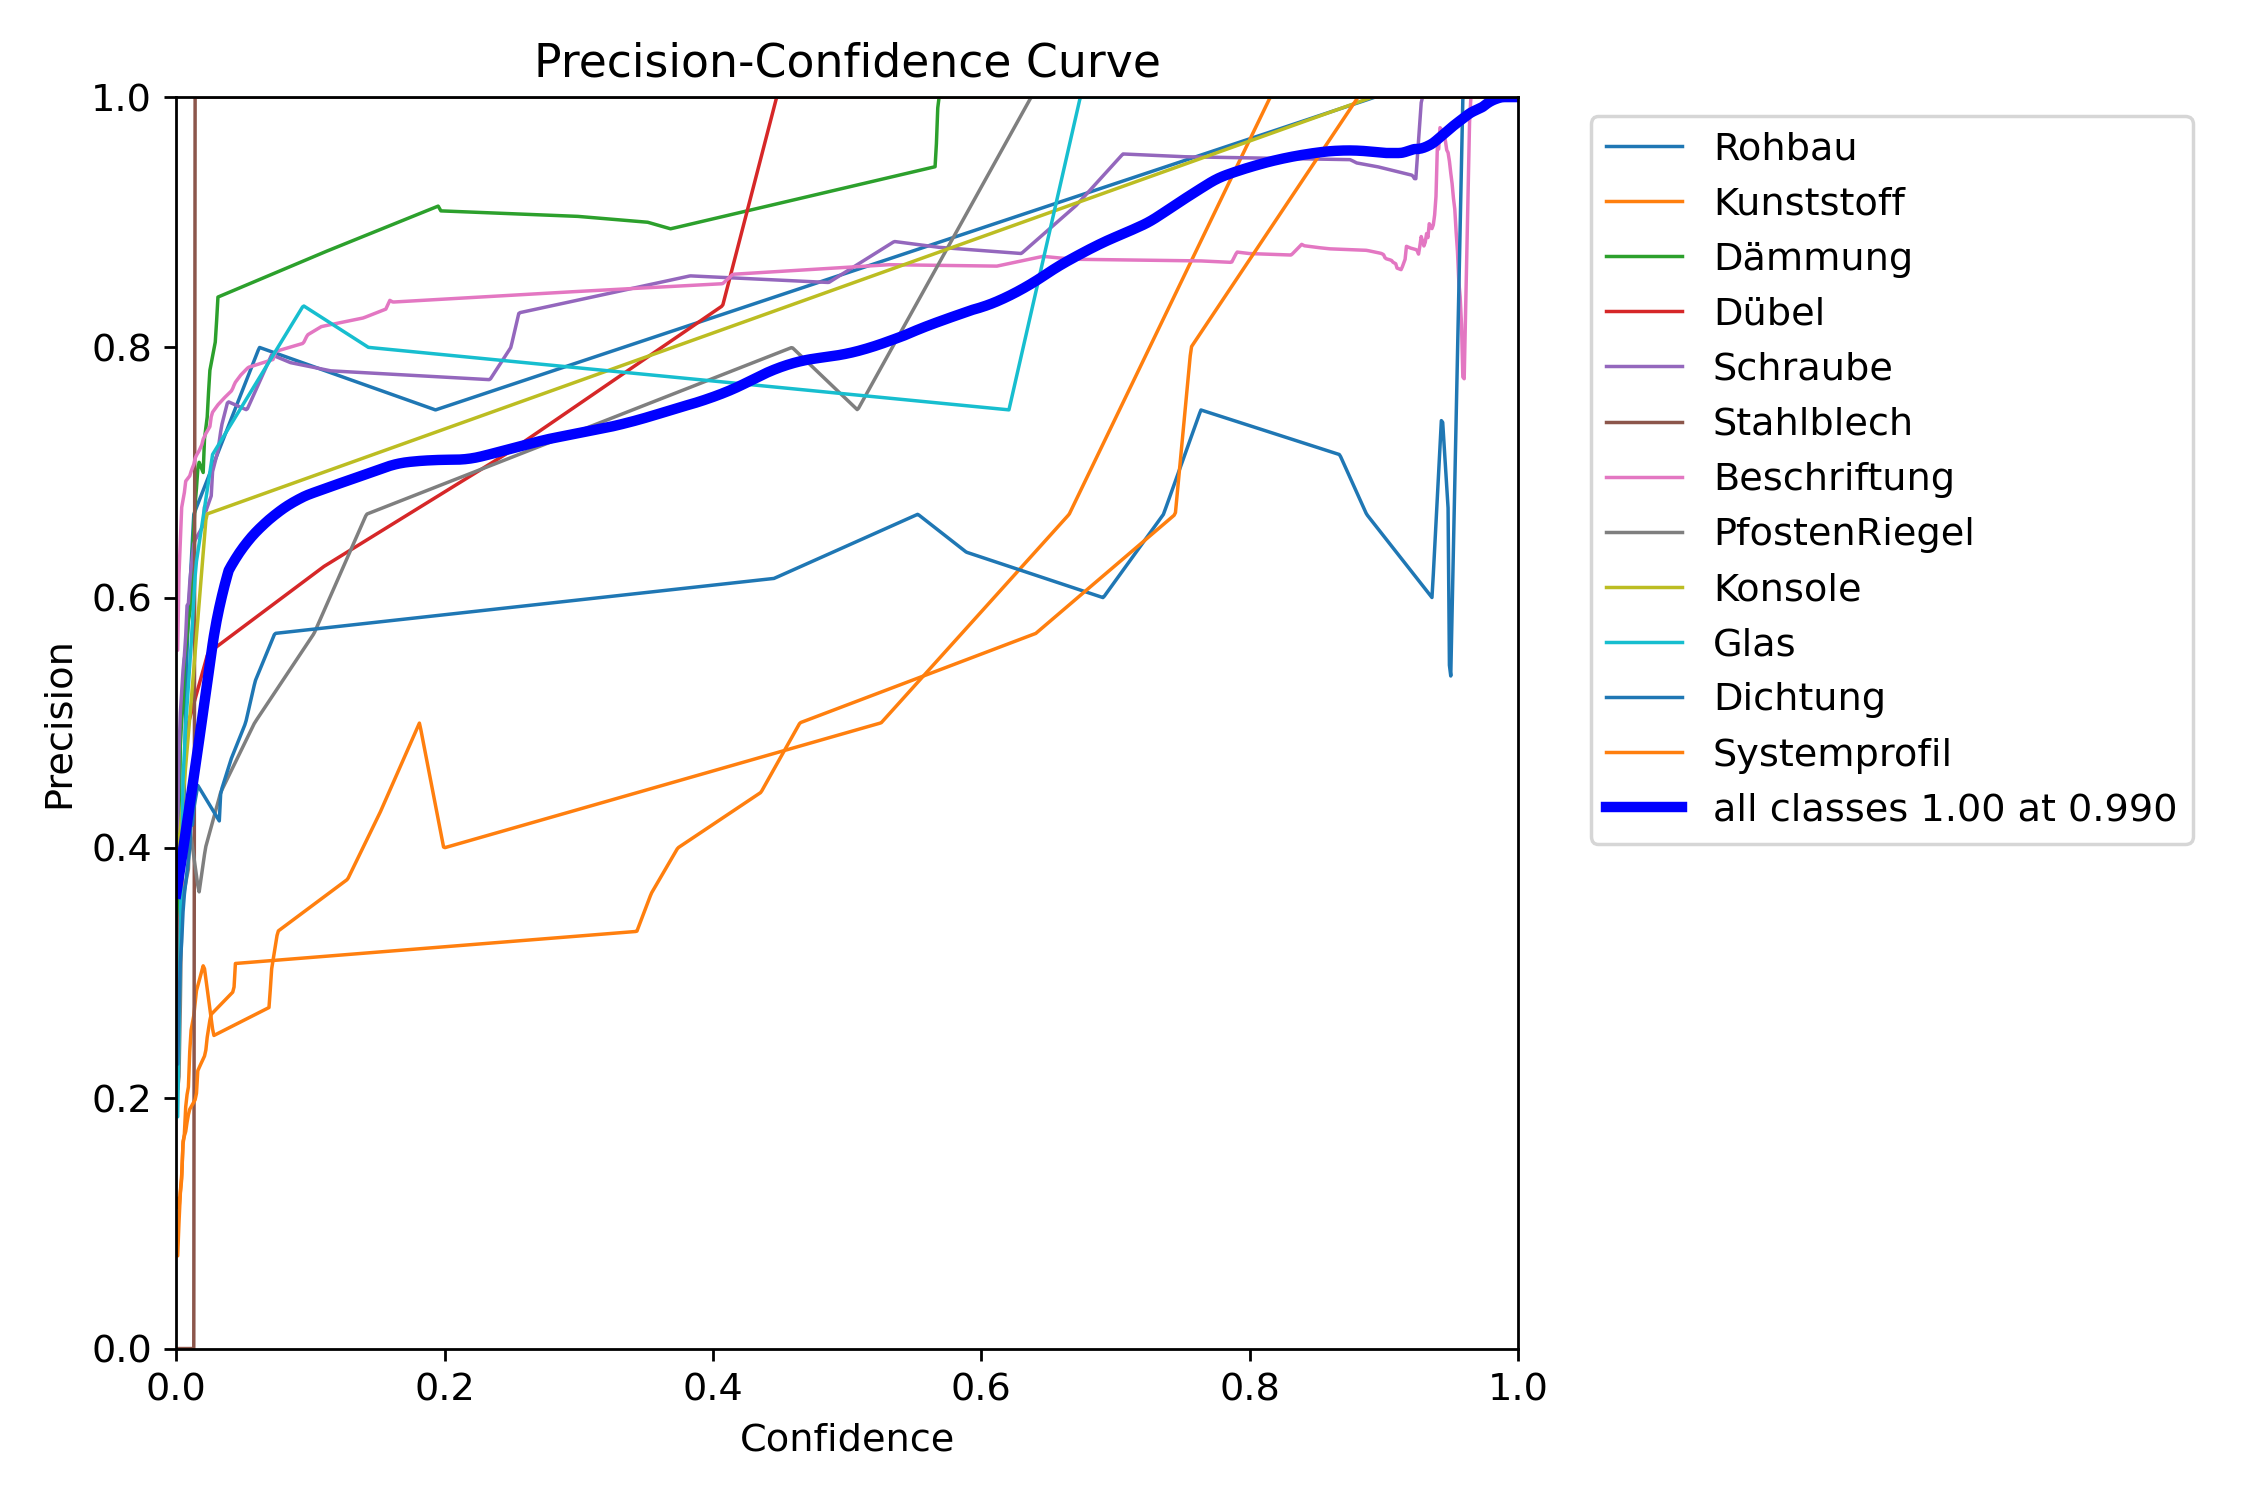 Precision-Confidence Curve
1.0
0.8
0.6
0.4
0.2
0.0
Precision
0.0 0.2 0.4 0.6 0.8 1.0
Confidence
Rohbau
Kunststoff
Dämmung
Dübel
Schraube
Stahlblech
Beschriftung
PfostenRiegel
Konsole
Glas
Dichtung
Systemprofil
all classes 1.00 at 0.990